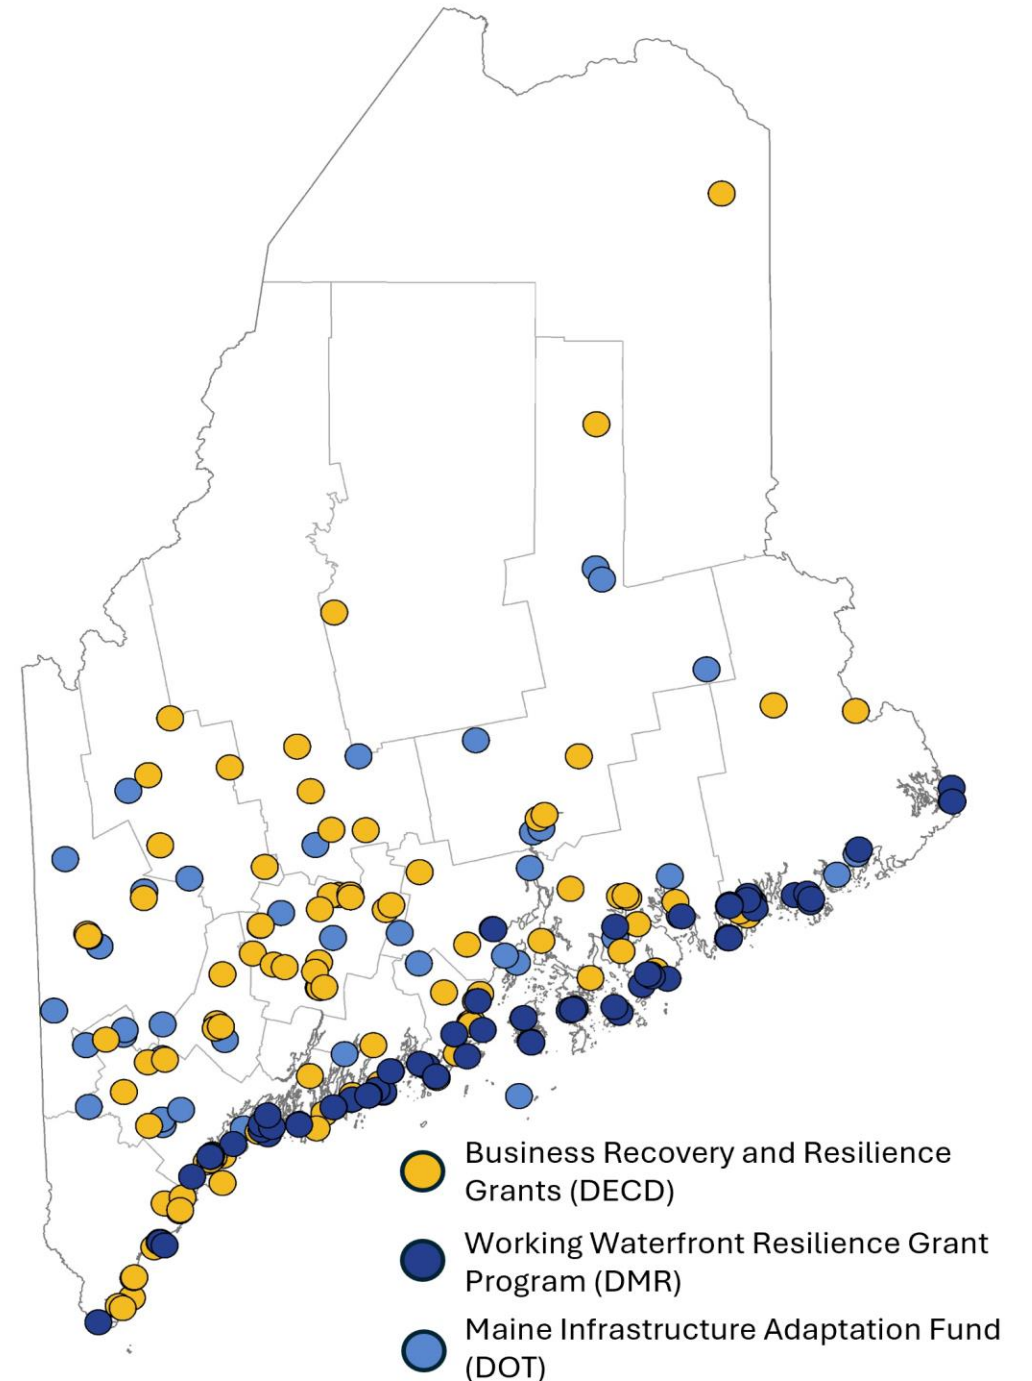 Business Recovery and Resilience
Grants (DECD)
Working Waterfront Resilience Grant
Program (DMR)
Maine Infrastructure Adaptation Fund
(DOT)